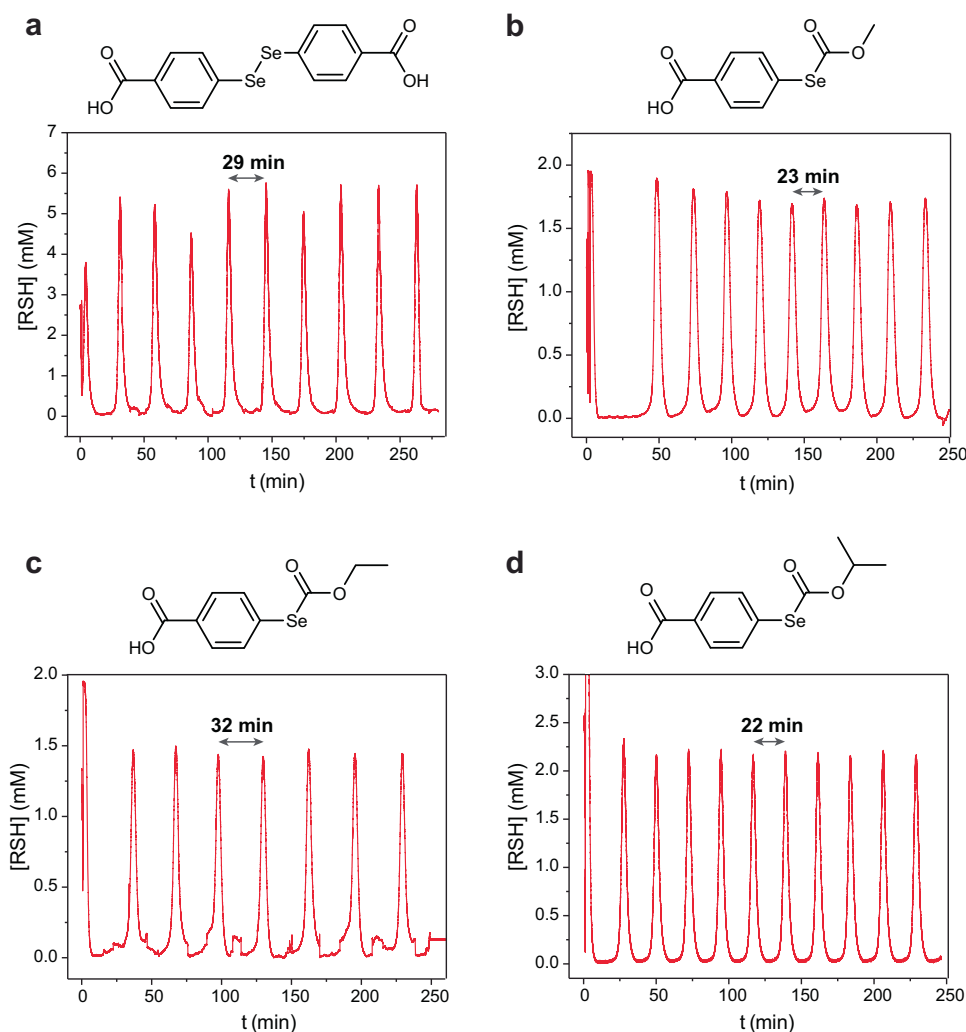 a
O
HO
Se
Se
O
OH
[RSH] (mM)
7
6
5
4
3
2
1
0
29 min
0 50 100 150 200 250
t (min)
b
O
HO
Se
O
O
[RSH] (mM)
2.0
1.5
1.0
0.5
0.0
23 min
0 50 100 150 200 250
t (min)
c
O
HO
Se
O
O
[RSH] (mM)
2.0
1.5
1.0
0.5
0.0
32 min
0 50 100 150 200 250
t (min)
d
O
HO
Se
O
O
[RSH] (mM)
3.0
2.5
2.0
1.5
1.0
0.5
0.0
22 min
0 50 100 150 200 250
t (min)